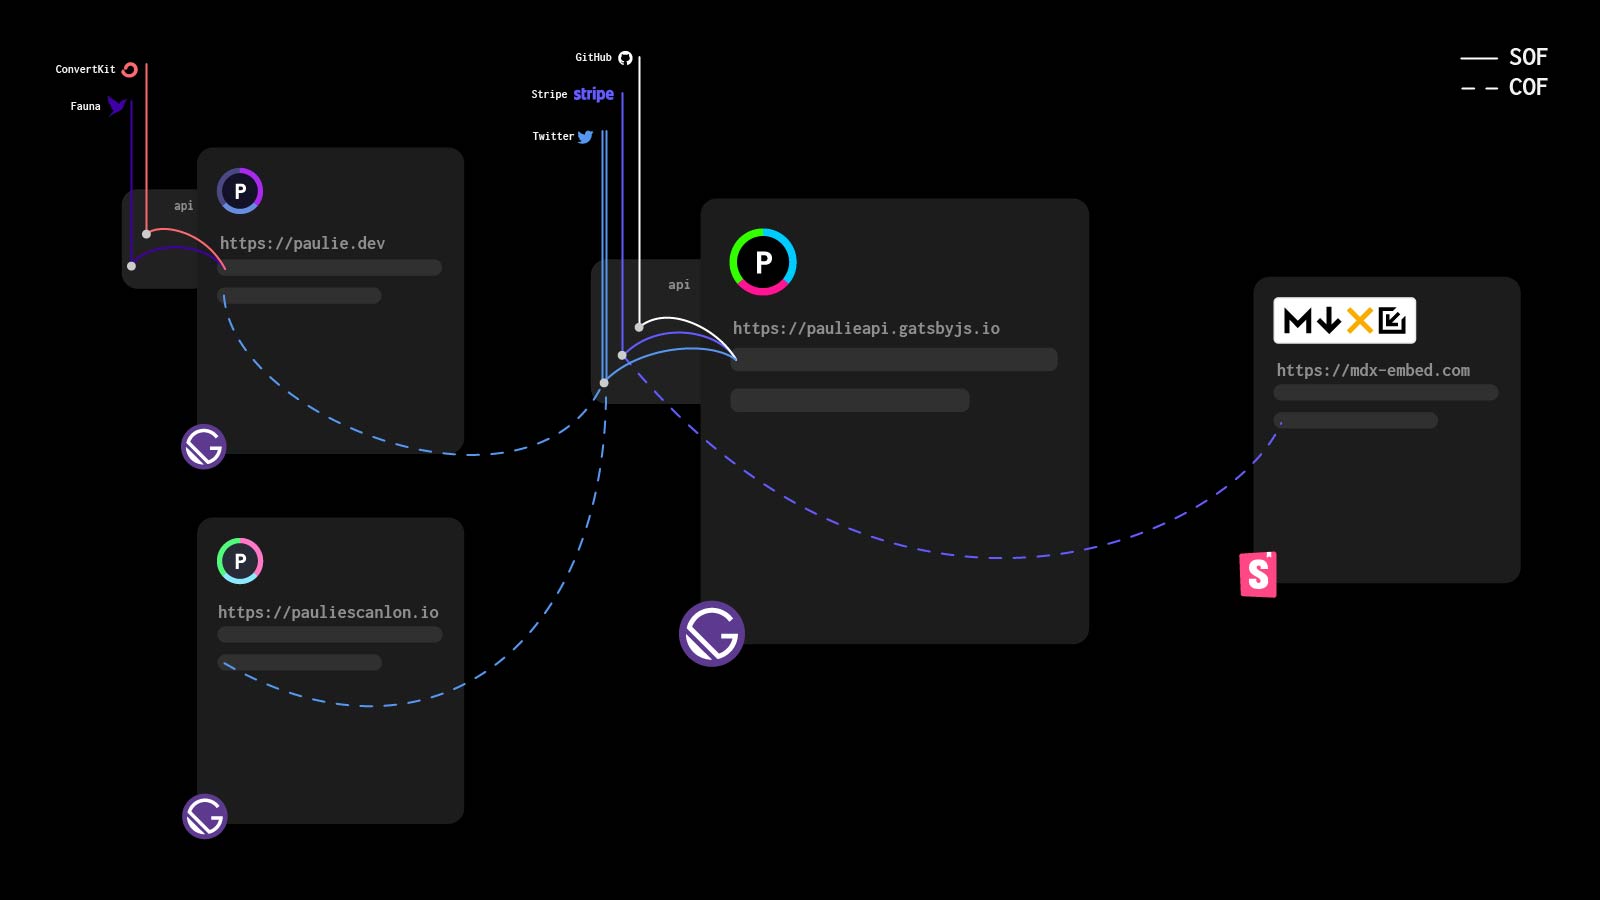 ConvertKit
Fauna
GitHub
Stripe stripe
Twitter
SOF
COF
api
P
https://paulie.dev
api
P
https://paulieapi.gatsbyjs.io
https://mdx-embed.com
P
https://pauliescanlon.io
S